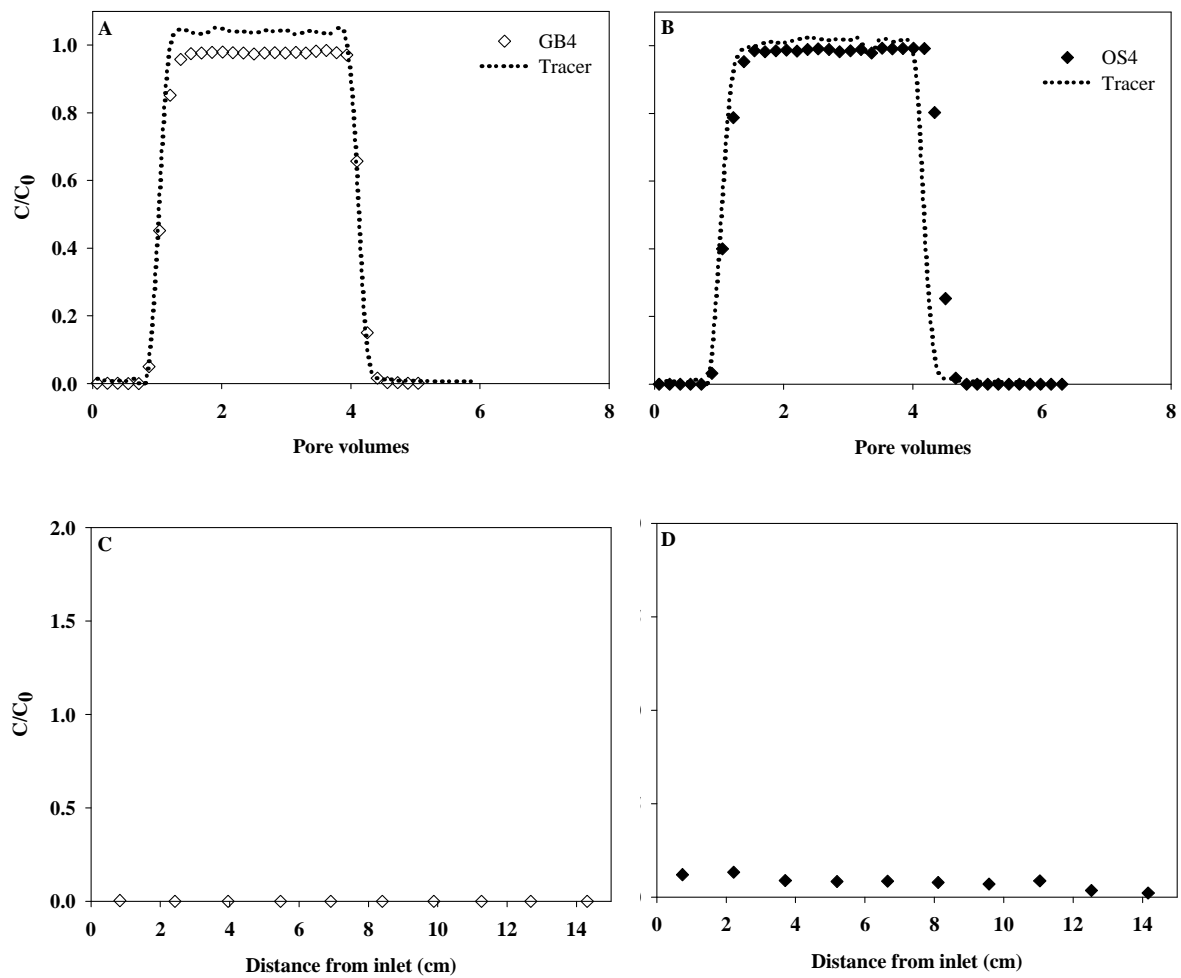 A
GB4
Tracer
1.0
0.8
0.6
0.4
0.2
0.0
C/C0
0 2 4 6 8
Pore volumes
B
OS4
Tracer
0 2 4 6 8
Pore volumes
C
2.0
1.5
1.0
0.5
0.0
C/C0
0 2 4 6 8 10 12 14
Distance from inlet (cm)
D
0 2 4 6 8 10 12 14
Distance from inlet (cm)